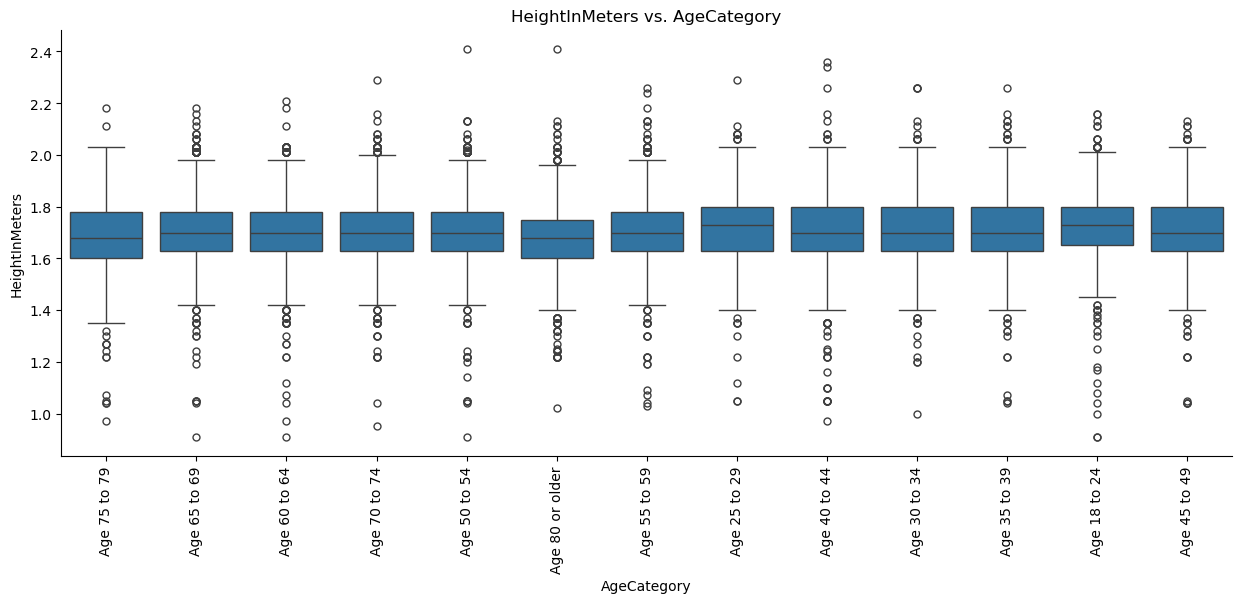 HeightInMeters vs. AgeCategory
HeightInMeters
2.4
2.2
2.0
1.8
1.6
1.4
1.2
1.0
Age 75 to 79
Age 65 to 69
Age 60 to 64
Age 70 to 74
Age 50 to 54
Age 80 or older
Age 55 to 59
Age 25 to 29
Age 40 to 44
Age 30 to 34
Age 35 to 39
Age 18 to 24
Age 45 to 49
AgeCategory